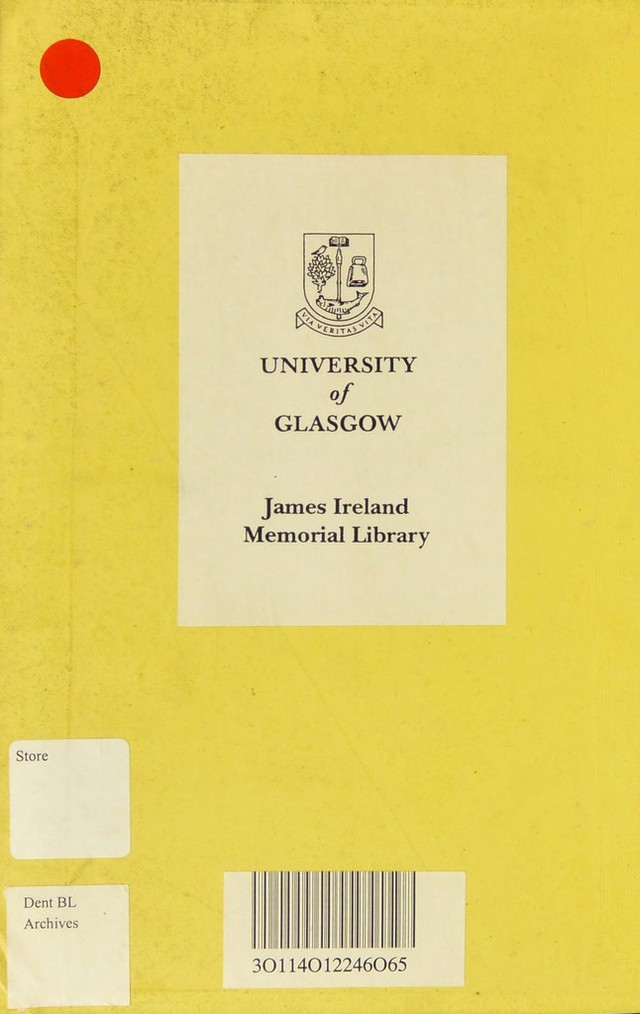 VIA VERITAS VITA
UNIVERSITY
of
GLASGOW
James Ireland
Memorial Library
Store
Dent BL
Archives
30114012246065